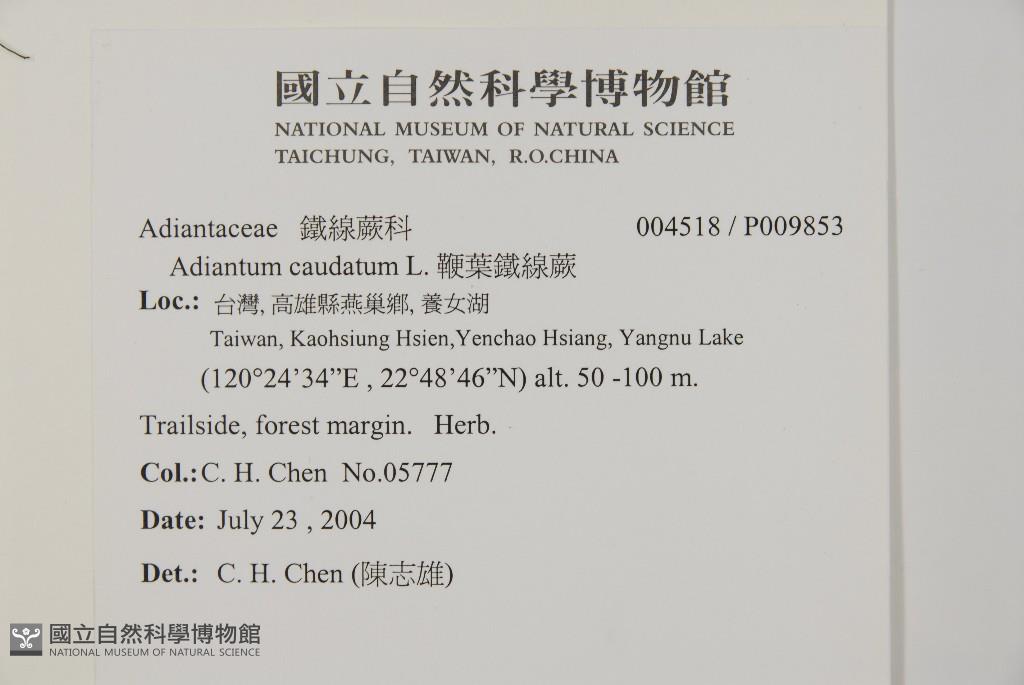 國立自然科學博物館
NATIONAL MUSEUM OF NATURAL SCIENCE
TAICHUNG, TAIWAN, R.O.CHINA
Adiantaceae 鐵線蕨科 004518 / P009853
Adiantum caudatum L. 鞭葉鐵線蕨
Loc.: 台灣, 高雄縣燕巢鄉, 養女湖
Taiwan, Kaohsiung Hsien,Yenchao Hsiang, Yangnu Lake
(120°24’34”E , 22°48’46”N) alt. 50 -100 m.
Trailside, forest margin. Herb.
Col.: C. H. Chen No.05777
Date: July 23 , 2004
Det.: C. H. Chen (陳志雄)
國立自然科學博物館
NATIONAL MUSEUM OF NATURAL SCIENCE